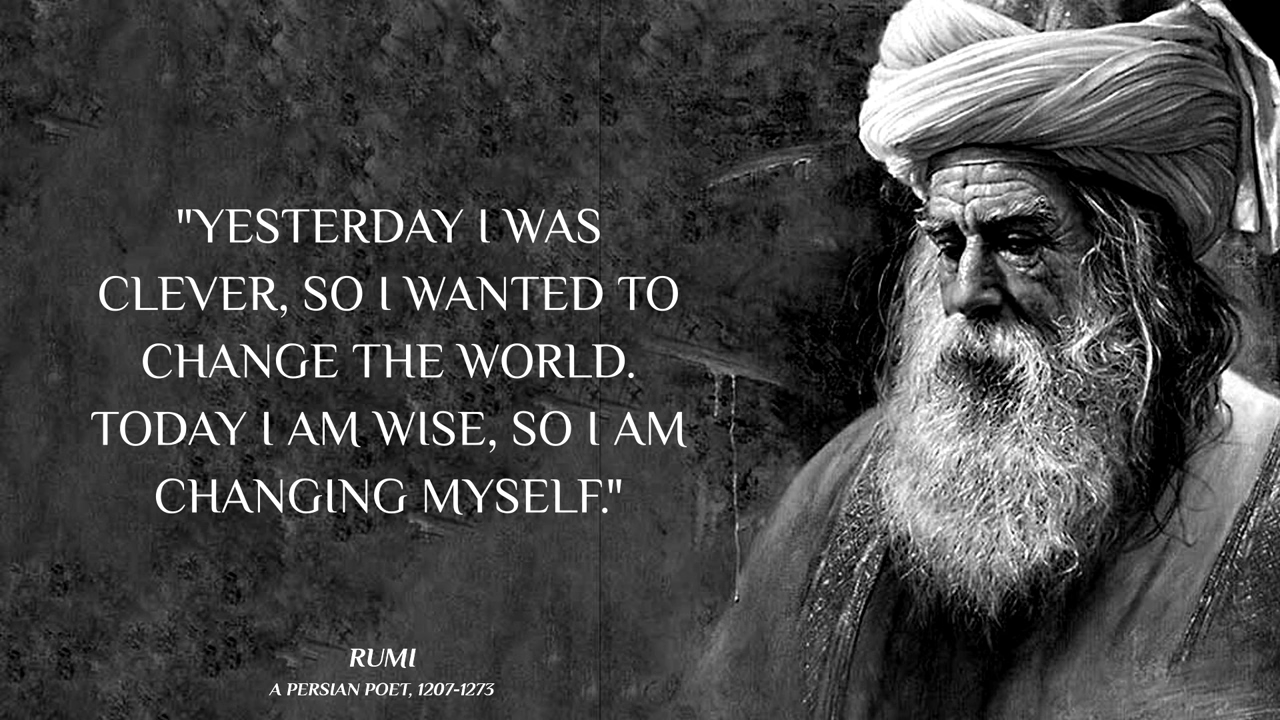 "YESTERDAY I WAS
CLEVER, SO I WANTED TO
CHANGE THE WORLD.
TODAY I AM WISE, SO I AM
CHANGING MYSELF."
RUMI
A PERSIAN POET, 1207-1273